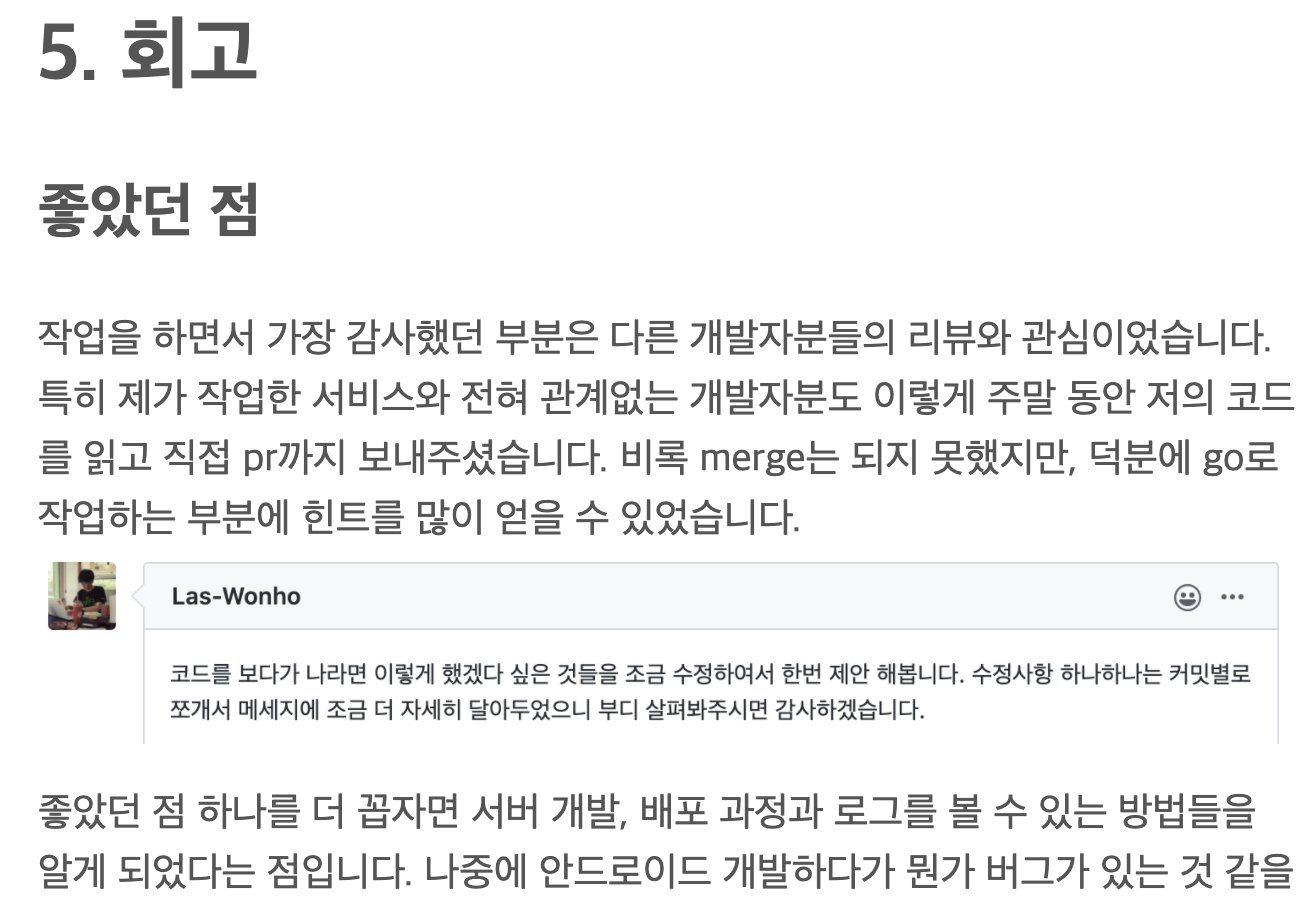 5. 회고
좋았던 점
작업을 하면서 가장 감사했던 부분은 다른 개발자분들의 리뷰와 관심이었습니다.
특히 제가 작업한 서비스와 전혀 관계없는 개발자분도 이렇게 주말 동안 저의 코드
를 읽고 직접 pr까지 보내주셨습니다. 비록 merge는 되지 못했지만, 덕분에 go로
작업하는 부분에 힌트를 많이 얻을 수 있었습니다.
Las-Wonho
코드를 보다가 나라면 이렇게 했겠다 싶은 것들을 조금 수정하여서 한번 제안 해봅니다. 수정사항 하나하나는 커밋별로
쪼개서 메세지에 조금 더 자세히 달아두었으니 부디 살펴봐주시면 감사하겠습니다.
좋았던 점 하나를 더 꼽자면 서버 개발, 배포 과정과 로그를 볼 수 있는 방법들을
알게 되었다는 점입니다. 나중에 안드로이드 개발하다가 뭔가 버그가 있는 것 같을